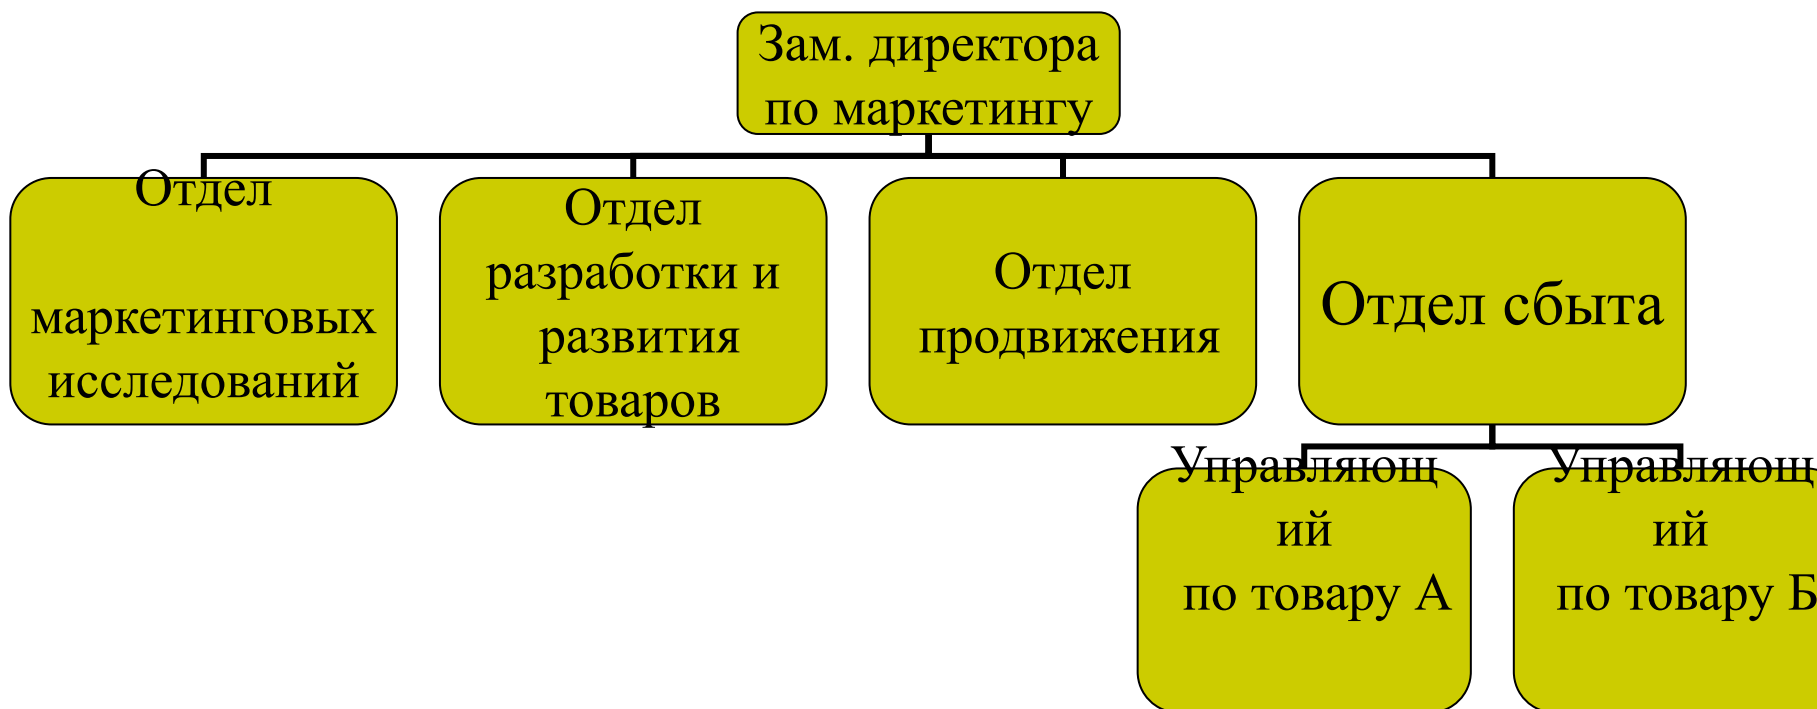 Зам. директора
по маркетингу
Отдел
маркетинговых
исследований
Отдел
разработки и
развития
товаров
Отдел
продвижения
Отдел сбыта
Управляющ
ий
по товару А
Управляющ
ий
по товару Б